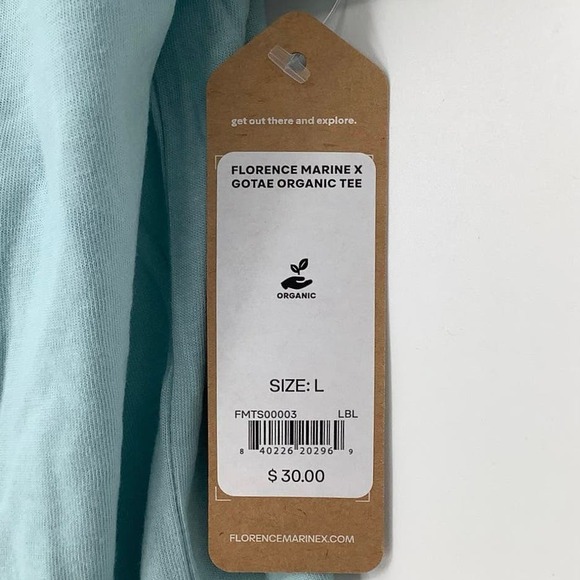 get out there and explore.
FLORENCE MARINE X
GOTAE ORGANIC TEE
ORGANIC
SIZE: L
FMTS00003 LBL
8 40226 20296 9
$ 30.00
FLORENCEMARINEX.COM